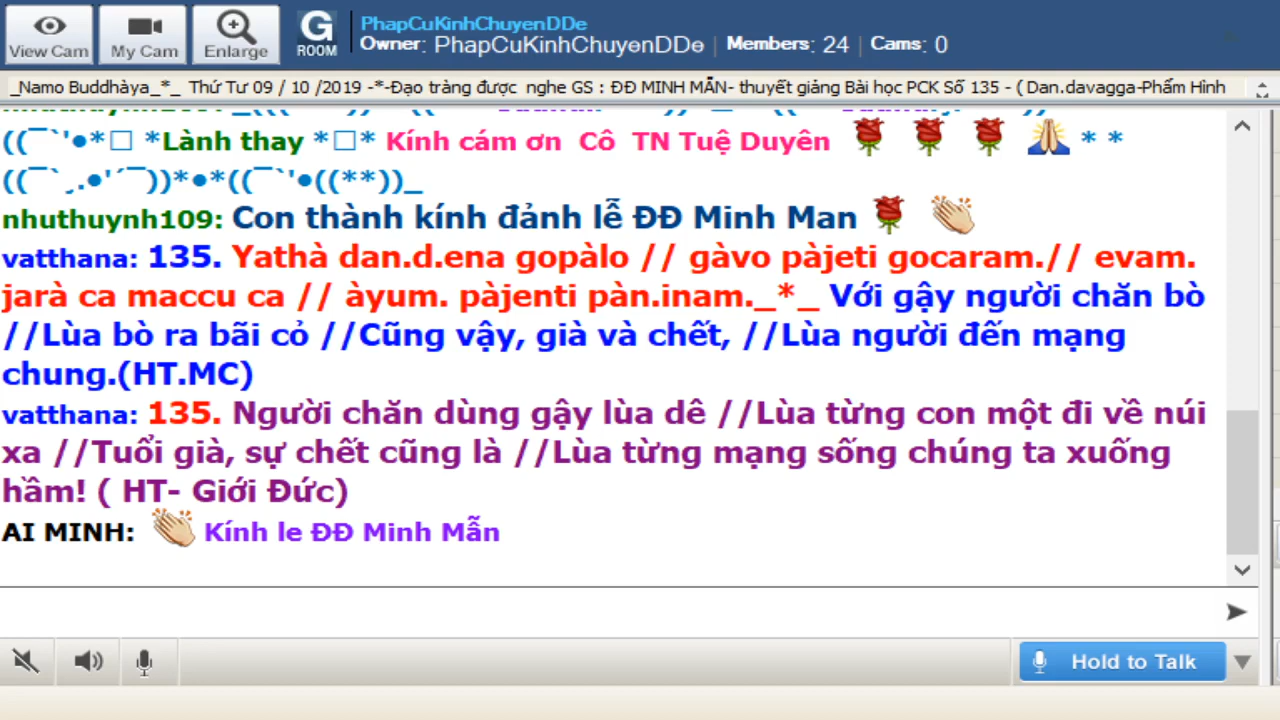 View Cam
My Cam
Enlarge
G
ROOM
PhapCuKinhChuyenDDe
Owner: PhapCuKinhChuyenDDe | Members: 24 | Cams: 0
_Namo Buddhàya_*_ Thứ Tư 09 / 10 /2019 -*-Đạo tràng được nghe GS : ĐĐ MINH MẪN- thuyết giảng Bài học PCK Số 135 - ( Dan.davagga-Phẩm Hình
((¯`'●*□ *Lành thay *□* Kính cám ơn Cô TN Tuệ Duyên 🌹 🌹 🌹 🙏 * *
((¯`¸.●'´¯))*●*((¯`'●((**))_
nhuthuynh109: Con thành kính đảnh lễ ĐĐ Minh Man 🌹 👏
vatthana: 135. Yathà dan.d.ena gopàlo // gàvo pàjeti gocaram.// evam.
jarà ca maccu ca // àyum. pàjenti pàn.inam._*_ Với gậy người chăn bò
//Lùa bò ra bãi cỏ //Cũng vậy, già và chết, //Lùa người đến mạng
chung.(HT.MC)
vatthana: 135. Người chăn dùng gậy lùa dê //Lùa từng con một đi về núi
xa //Tuổi già, sự chết cũng là //Lùa từng mạng sống chúng ta xuống
hầm! ( HT- Giới Đức)
AI MINH: 👏 Kính le ĐĐ Minh Mẫn
Hold to Talk